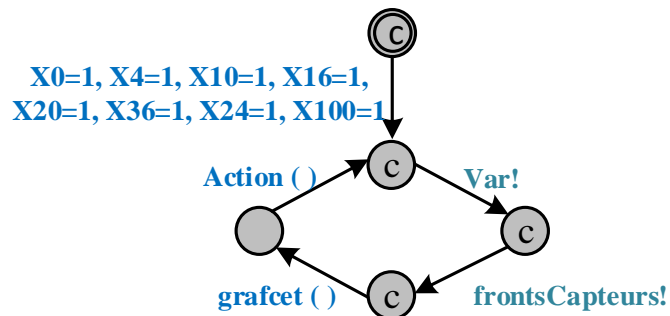 c
X0=1, X4=1, X10=1, X16=1,
X20=1, X36=1, X24=1, X100=1
c
Action ( )
Var!
c
c
grafcet ( )
frontsCapteurs!